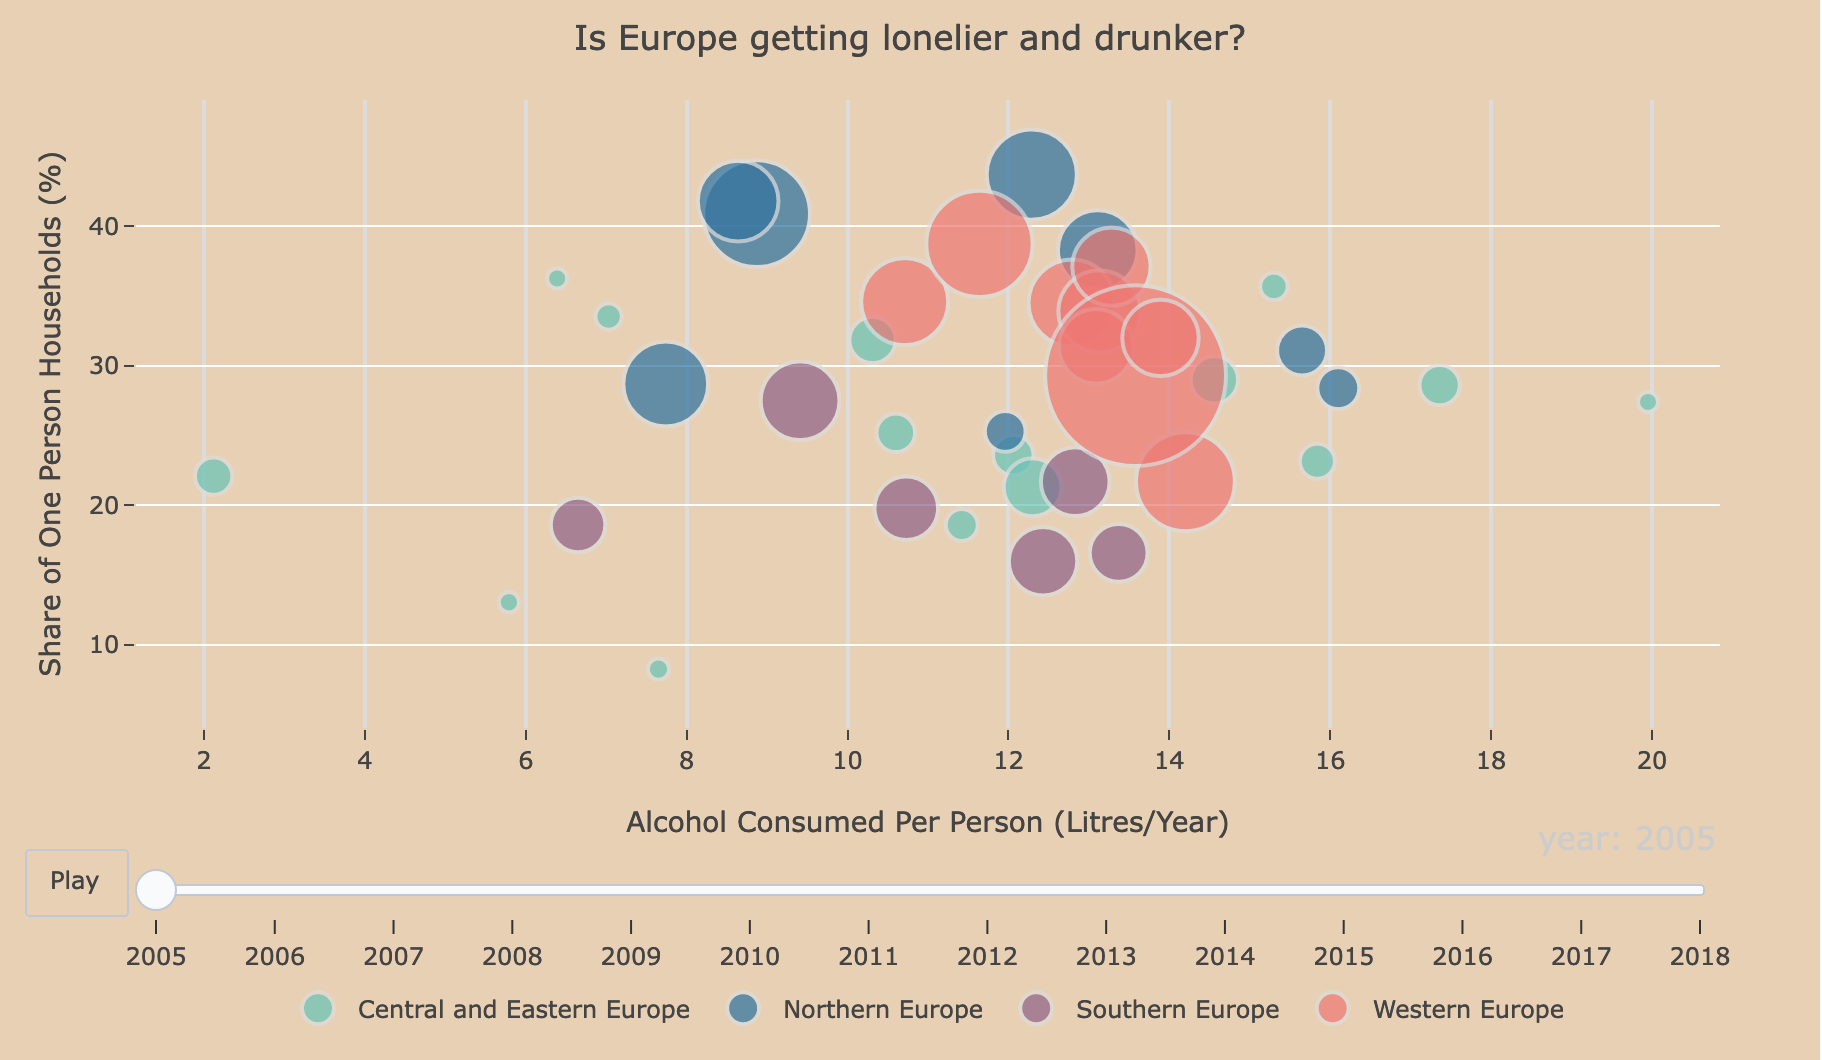 Is Europe getting lonelier and drunker?
Share of One Person Households (%)
40
30
20
10
2 4 6 8 10 12 14 16 18 20
Alcohol Consumed Per Person (Litres/Year)
year: 2005
Play
2005 2006 2007 2008 2009 2010 2011 2012 2013 2014 2015 2016 2017 2018
Central and Eastern Europe Northern Europe Southern Europe Western Europe